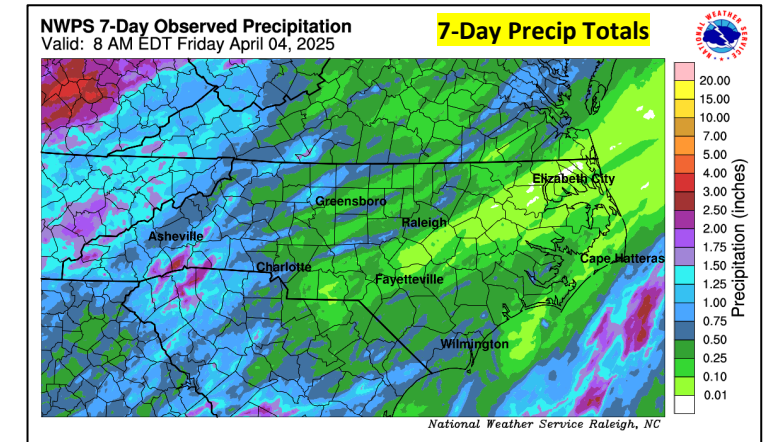 NWPS 7-Day Observed Precipitation
Valid: 8 AM EDT Friday April 04, 2025
7-Day Precip Totals
NATIONAL WEATHER SERVICE
20.00
15.00
10.00
7.00
5.00
4.00
3.00
2.50
2.00
1.75
1.50
1.25
1.00
0.75
0.50
0.25
0.10
0.01
Precipitation (inches)
Elizabeth City
Greensboro
Raleigh
Asheville
Cape Hatteras
Charlotte
Fayetteville
Wilmington
National Weather Service Raleigh, NC